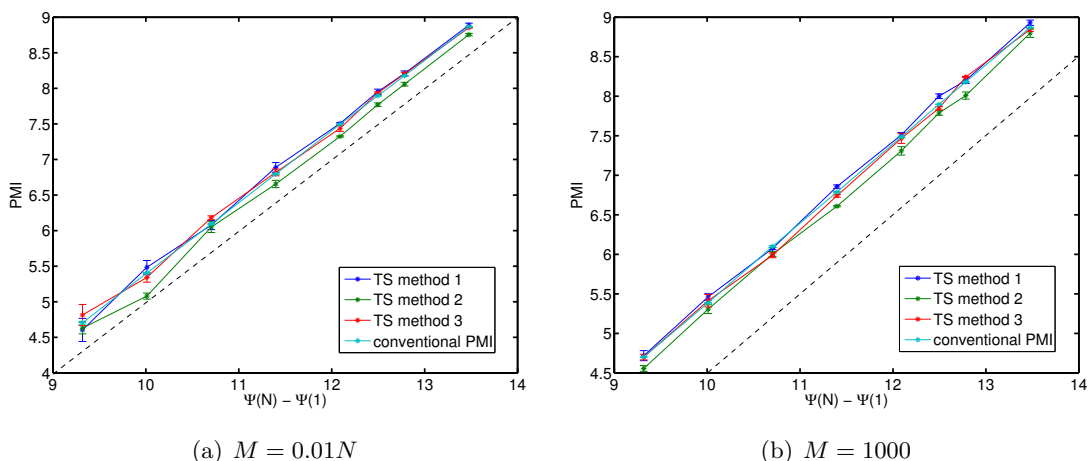 9
8.5
8
7.5
7
6.5
6
5.5
5
4.5
4
PMI
9 10 11 12 13 14
Ψ(N) − Ψ(1)
TS method 1
TS method 2
TS method 3
conventional PMI
(a) M = 0.01N
9
8.5
8
7.5
7
6.5
6
5.5
5
4.5
PMI
9 10 11 12 13 14
Ψ(N) − Ψ(1)
TS method 1
TS method 2
TS method 3
conventional PMI
(b) M = 1000